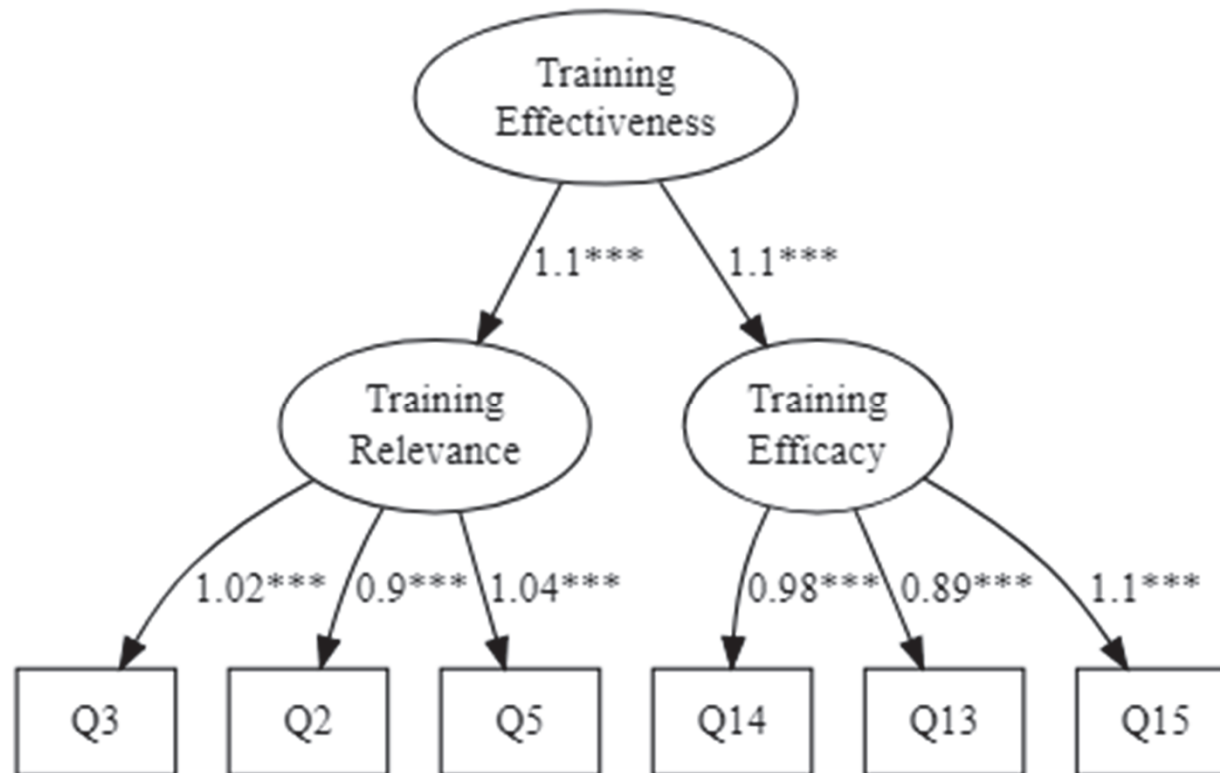 Training
Effectiveness
1.1*** 1.1***
Training
Relevance
Training
Efficacy
1.02*** 0.9*** 1.04*** 0.98*** 0.89*** 1.1***
Q3 Q2 Q5 Q14 Q13 Q15